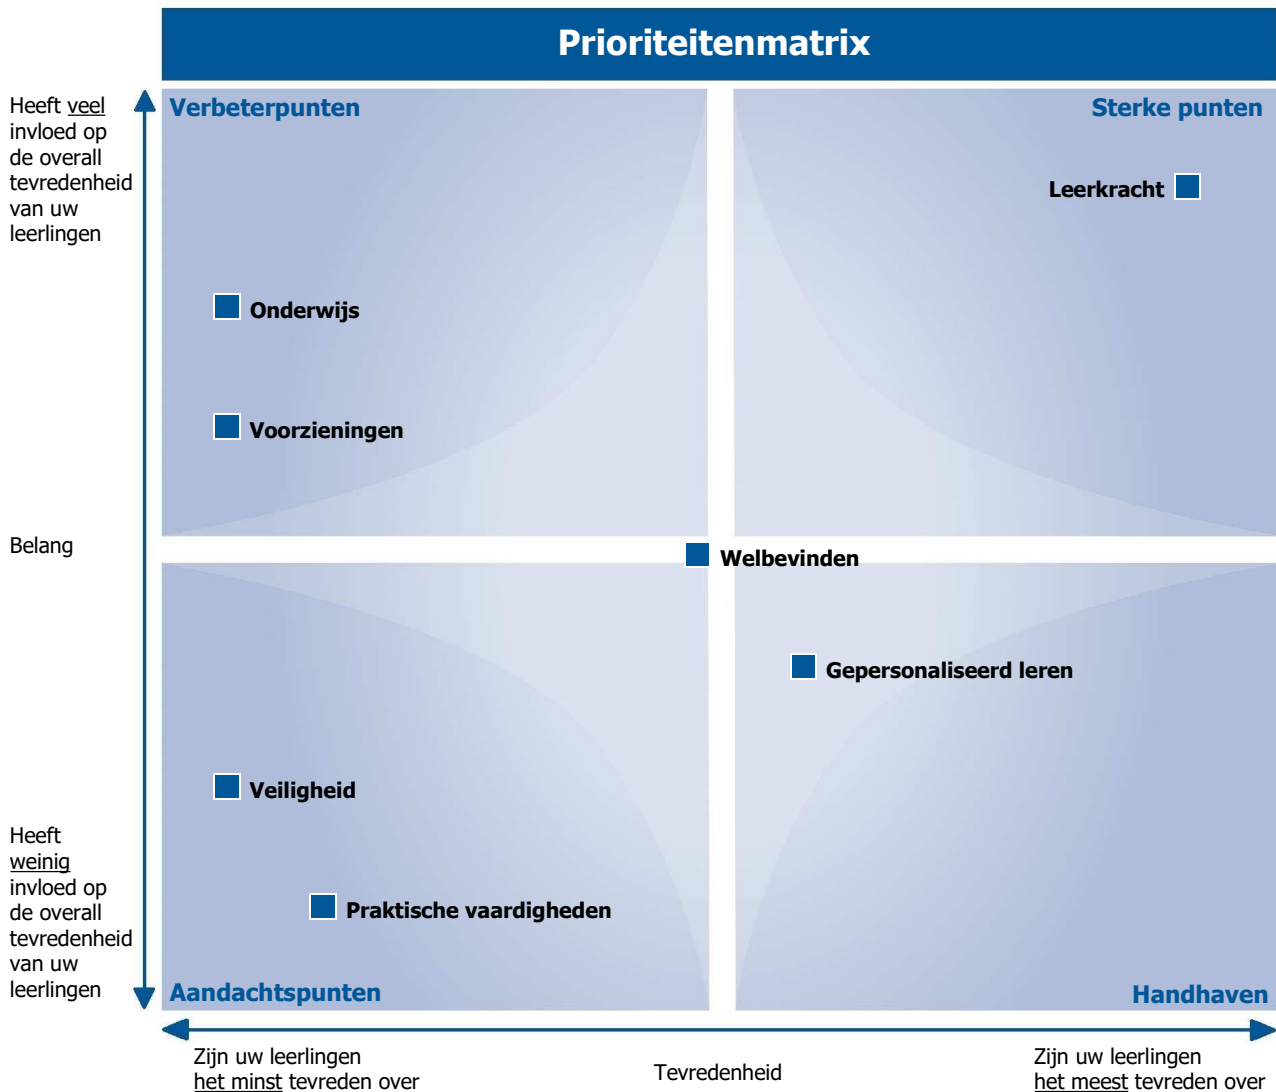 Prioriteitenmatrix
Heeft veel
invloed op
de overall
tevredenheid
van uw
leerlingen
Verbeterpunten
Sterke punten
Leerkracht
Onderwijs
Voorzieningen
Belang
Welbevinden
Gepersonaliseerd leren
Veiligheid
Heeft
weinig
invloed op
de overall
tevredenheid
van uw
leerlingen
Praktische vaardigheden
Aandachtspunten
Handhaven
Zijn uw leerlingen
het minst tevreden over
Tevredenheid
Zijn uw leerlingen
het meest tevreden over